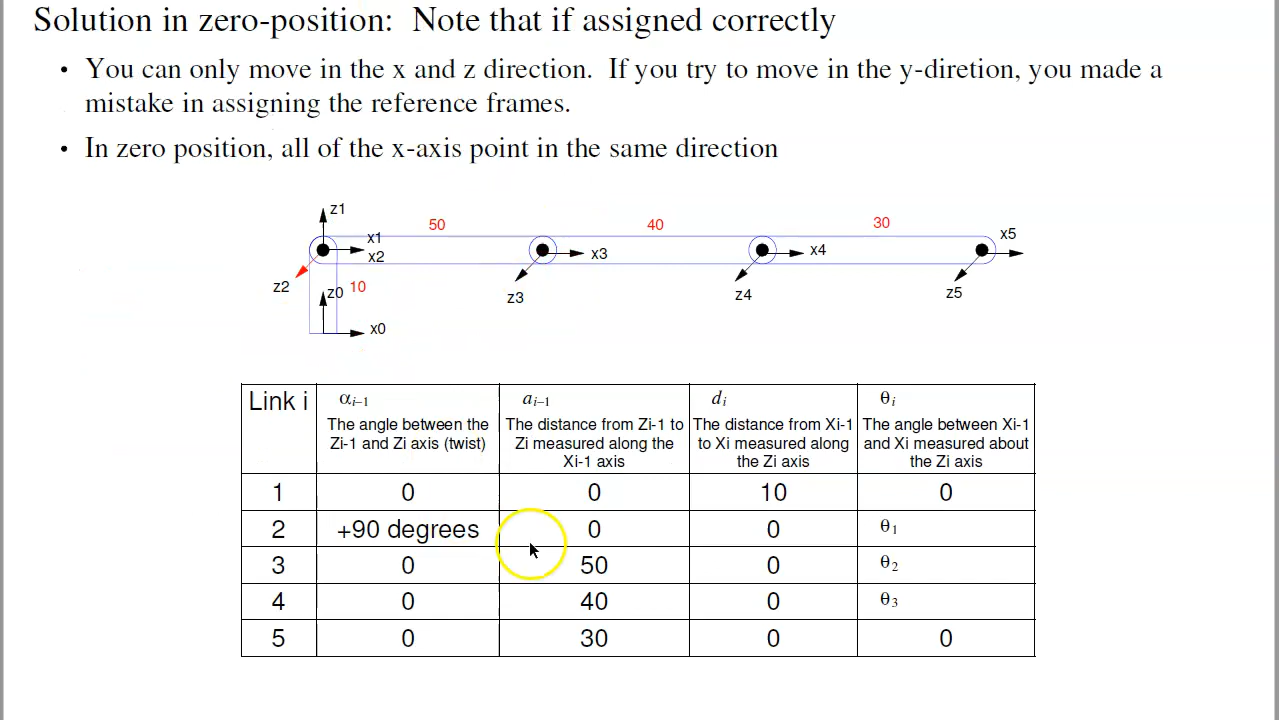 Solution in zero-position:  Note that if assigned correctly
• You can only move in the x and z direction.  If you try to move in the y-diretion, you made a
mistake in assigning the reference frames.
• In zero position, all of the x-axis point in the same direction
z1
50
40
30
x1
x5
x2
x3
x4
z2
z0
10
z3
z4
z5
x0
Link i
αi–1
ai–1
di
θi
The angle between the
Zi-1 and Zi axis (twist)
The distance from Zi-1 to
Zi measured along the
Xi-1 axis
The distance from Xi-1
to Xi measured along
the Zi axis
The angle between Xi-1
and Xi measured about
the Zi axis
1 0 0 10 0
2 +90 degrees 0 0 θ1
3 0 50 0 θ2
4 0 40 0 θ3
5 0 30 0 0